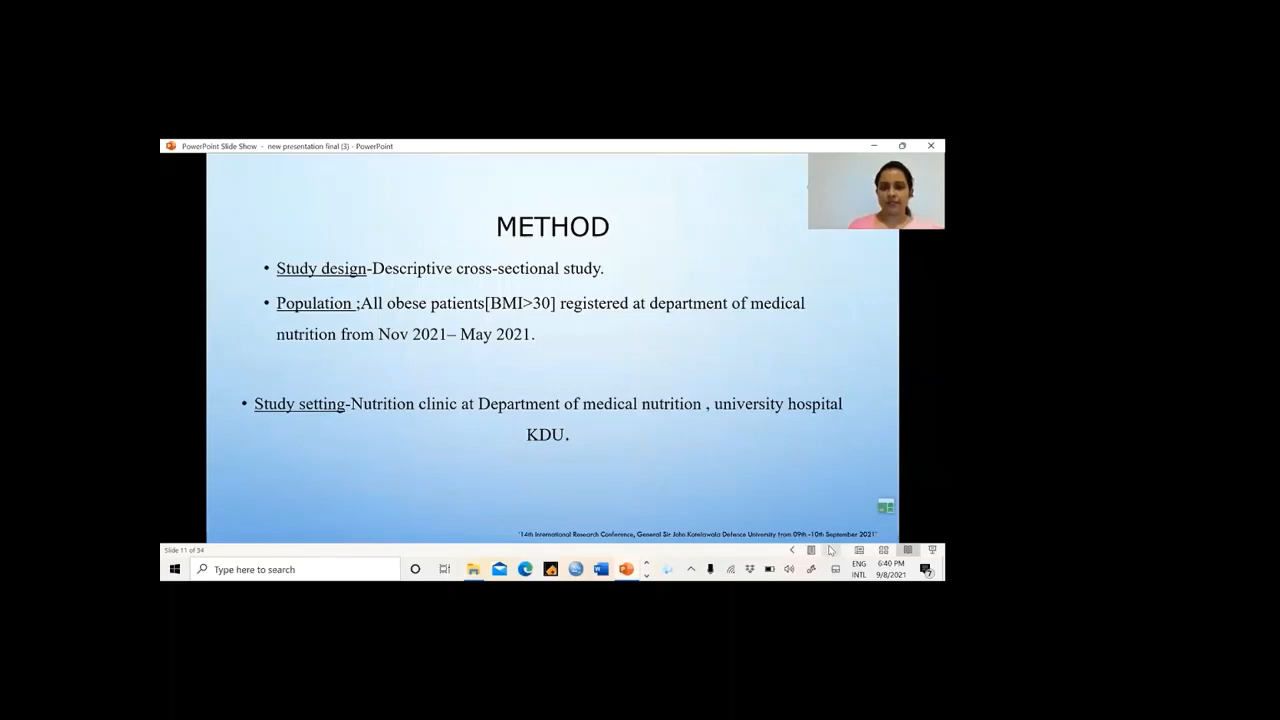 PowerPoint Slide Show - new presentation final (3) - PowerPoint
METHOD
• Study design-Descriptive cross-sectional study.
• Population ;All obese patients[BMI>30] registered at department of medical
nutrition from Nov 2021– May 2021.
• Study setting-Nutrition clinic at Department of medical nutrition , university hospital
KDU.
"14th International Research Conference, General Sir John Kotelawala Defence University from 09th -10th September 2021"
Slide 11 of 34
Type here to search
ENG
INTL
6:40 PM
9/8/2021
7